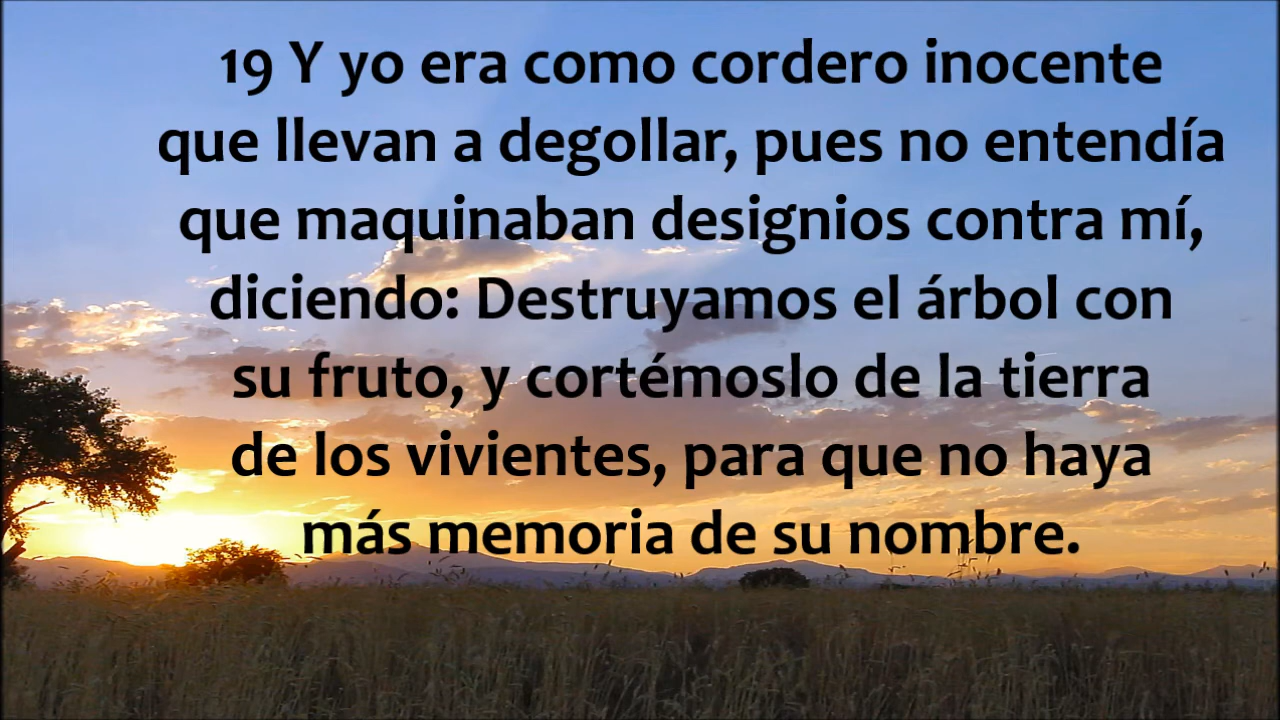 19 Y yo era como cordero inocente
que llevan a degollar, pues no entendía
que maquinaban designios contra mí,
diciendo: Destruyamos el árbol con
su fruto, y cortémoslo de la tierra
de los vivientes, para que no haya
más memoria de su nombre.